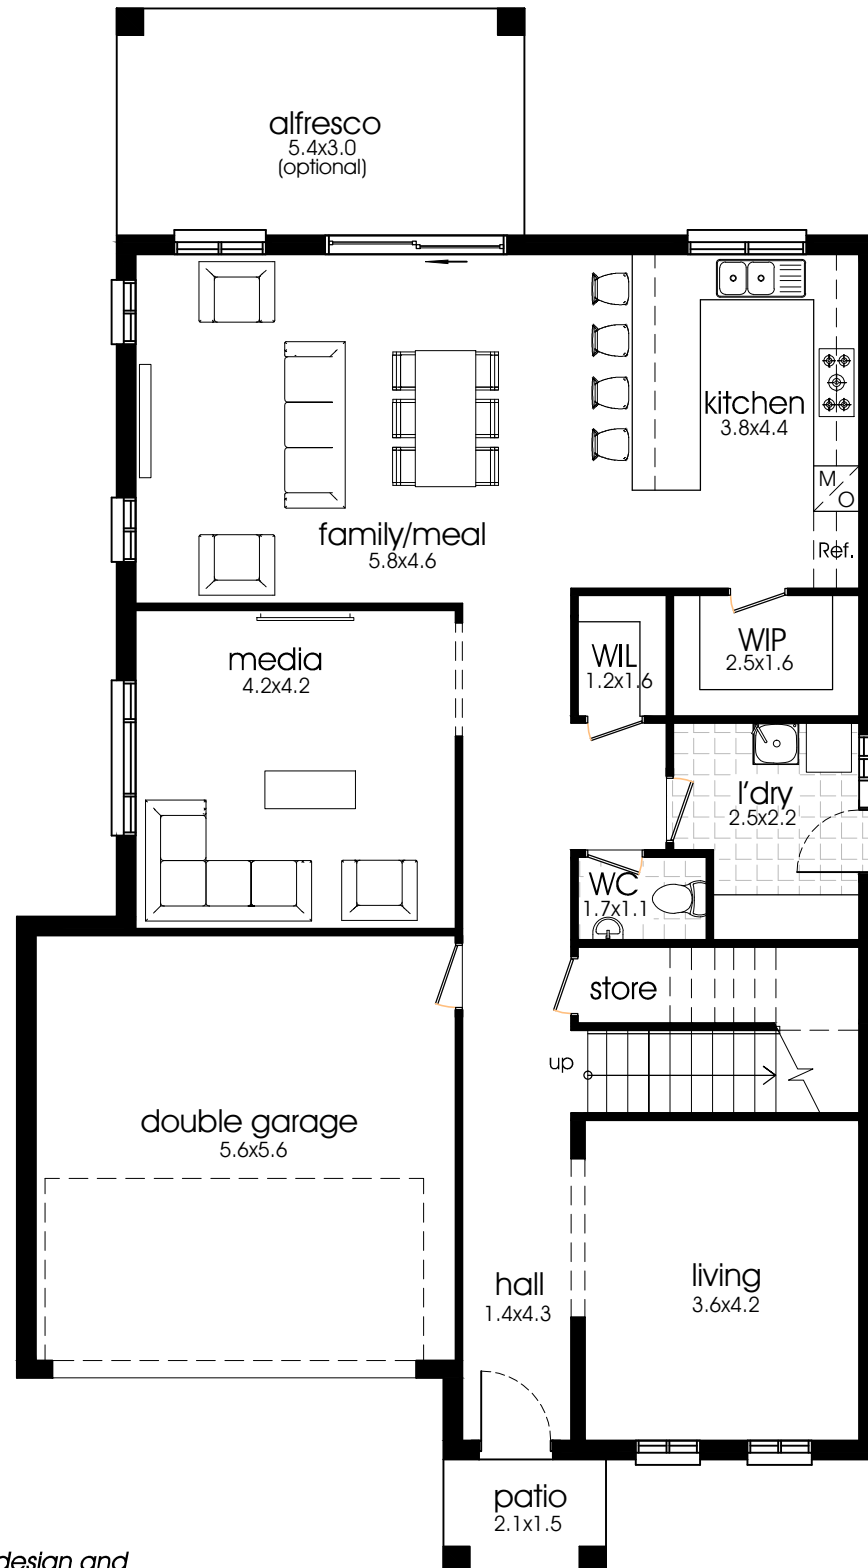 alfresco
5.4x3.0
(optional)
kitchen
3.8x4.4
M
O
Ref.
family/meal
5.8x4.6
media
4.2x4.2
WIL
1.2x1.6
WIP
2.5x1.6
l'dry
2.5x2.2
WC
1.7x1.1
store
up
double garage
5.6x5.6
hall
1.4x4.3
living
3.6x4.2
patio
2.1x1.5
design and